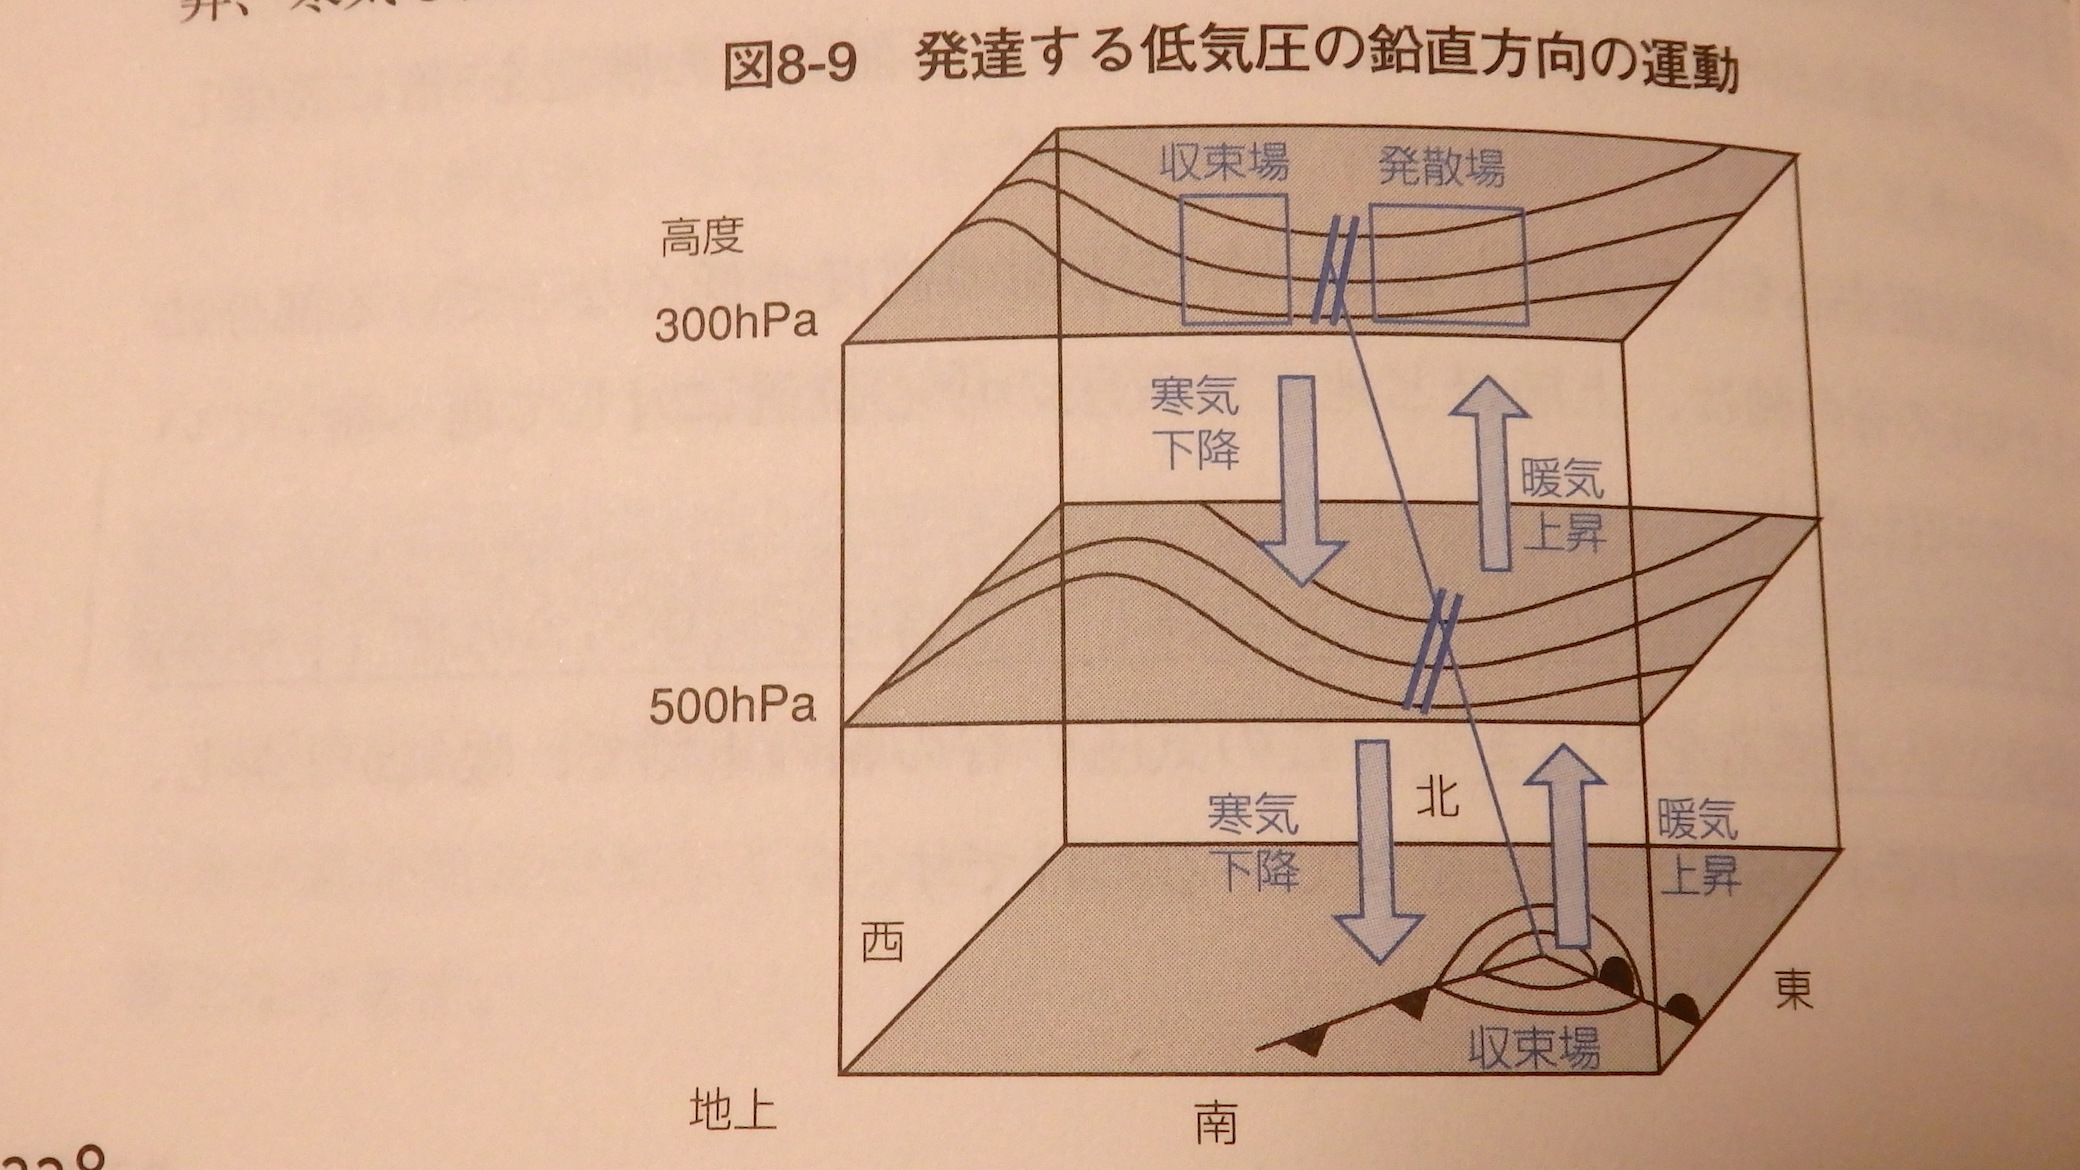 図8-9 発達する低気圧の鉛直方向の運動
収束場 発散場
高度
300hPa
寒気
下降
暖気
上昇
500hPa
北
寒気
下降
暖気
上昇
西
東
収束場
地上
南